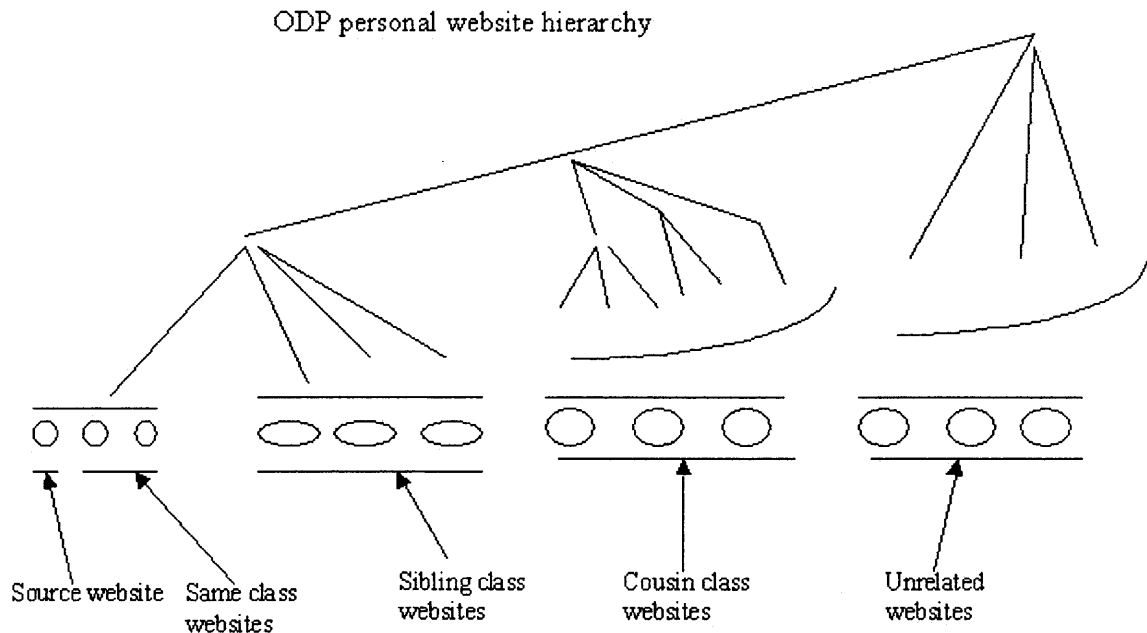 ODP personal website hierarchy
Source website
Same class
websites
Sibling class
websites
Cousin class
websites
Unrelated
websites